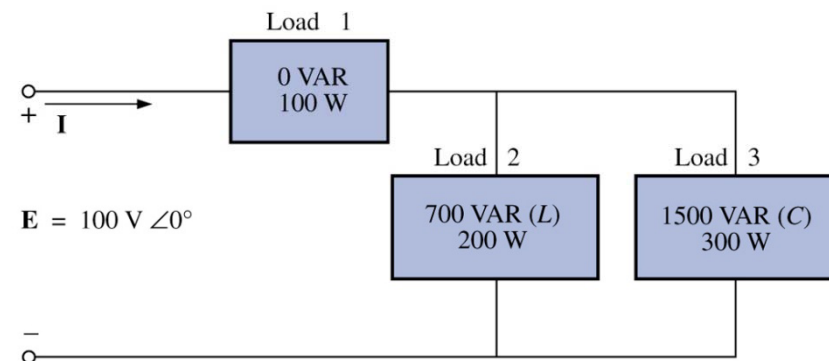 Load 1
0 VAR
100 W
+
I
Load 2
Load 3
700 VAR (L)
200 W
1500 VAR (C)
300 W
E = 100 V ∠0°
−